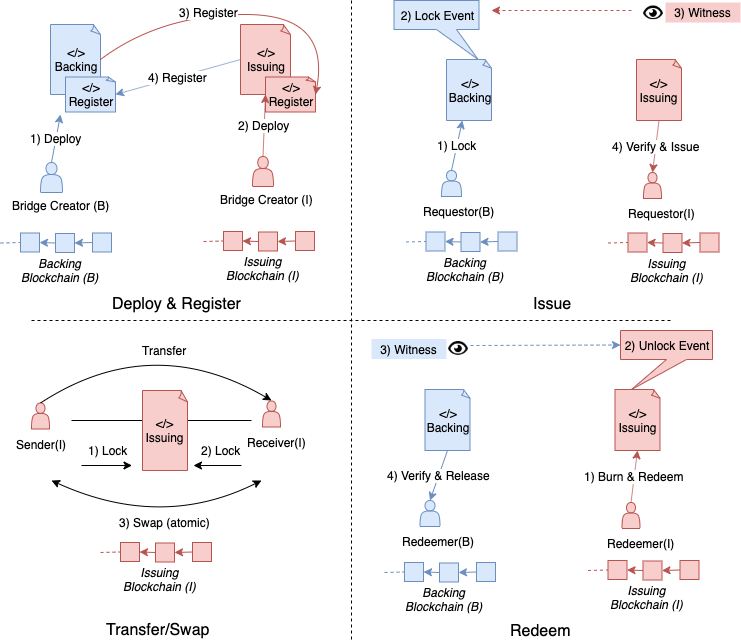 3) Register
</>
Backing
</>
Register
4) Register
</>
Issuing
</>
Register
1) Deploy
2) Deploy
Bridge Creator (B)
Bridge Creator (I)
Backing
Blockchain (B)
Issuing
Blockchain (I)
Deploy & Register
2) Lock Event
3) Witness
</>
Backing
</>
Issuing
1) Lock
4) Verify & Issue
Requestor(B)
Requestor(I)
Backing
Blockchain (B)
Issuing
Blockchain (I)
Issue
Transfer
</>
Issuing
Sender(I)
Receiver(I)
1) Lock
2) Lock
3) Swap (atomic)
Issuing
Blockchain (I)
Transfer/Swap
3) Witness
2) Unlock Event
</>
Backing
</>
Issuing
4) Verify & Release
1) Burn & Redeem
Redeemer(B)
Redeemer(I)
Backing
Blockchain (B)
Issuing
Blockchain (I)
Redeem